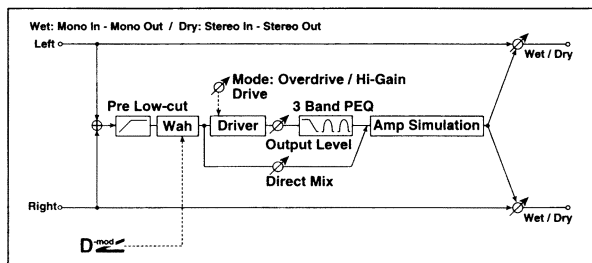 Wet: Mono In - Mono Out / Dry: Stereo In - Stereo Out
Left
Wet / Dry
Mode: Overdrive / Hi-Gain
Drive
Pre Low-cut
3 Band PEQ
Wah
Driver
Amp Simulation
Output Level
Direct Mix
Right
Wet / Dry
D-mod